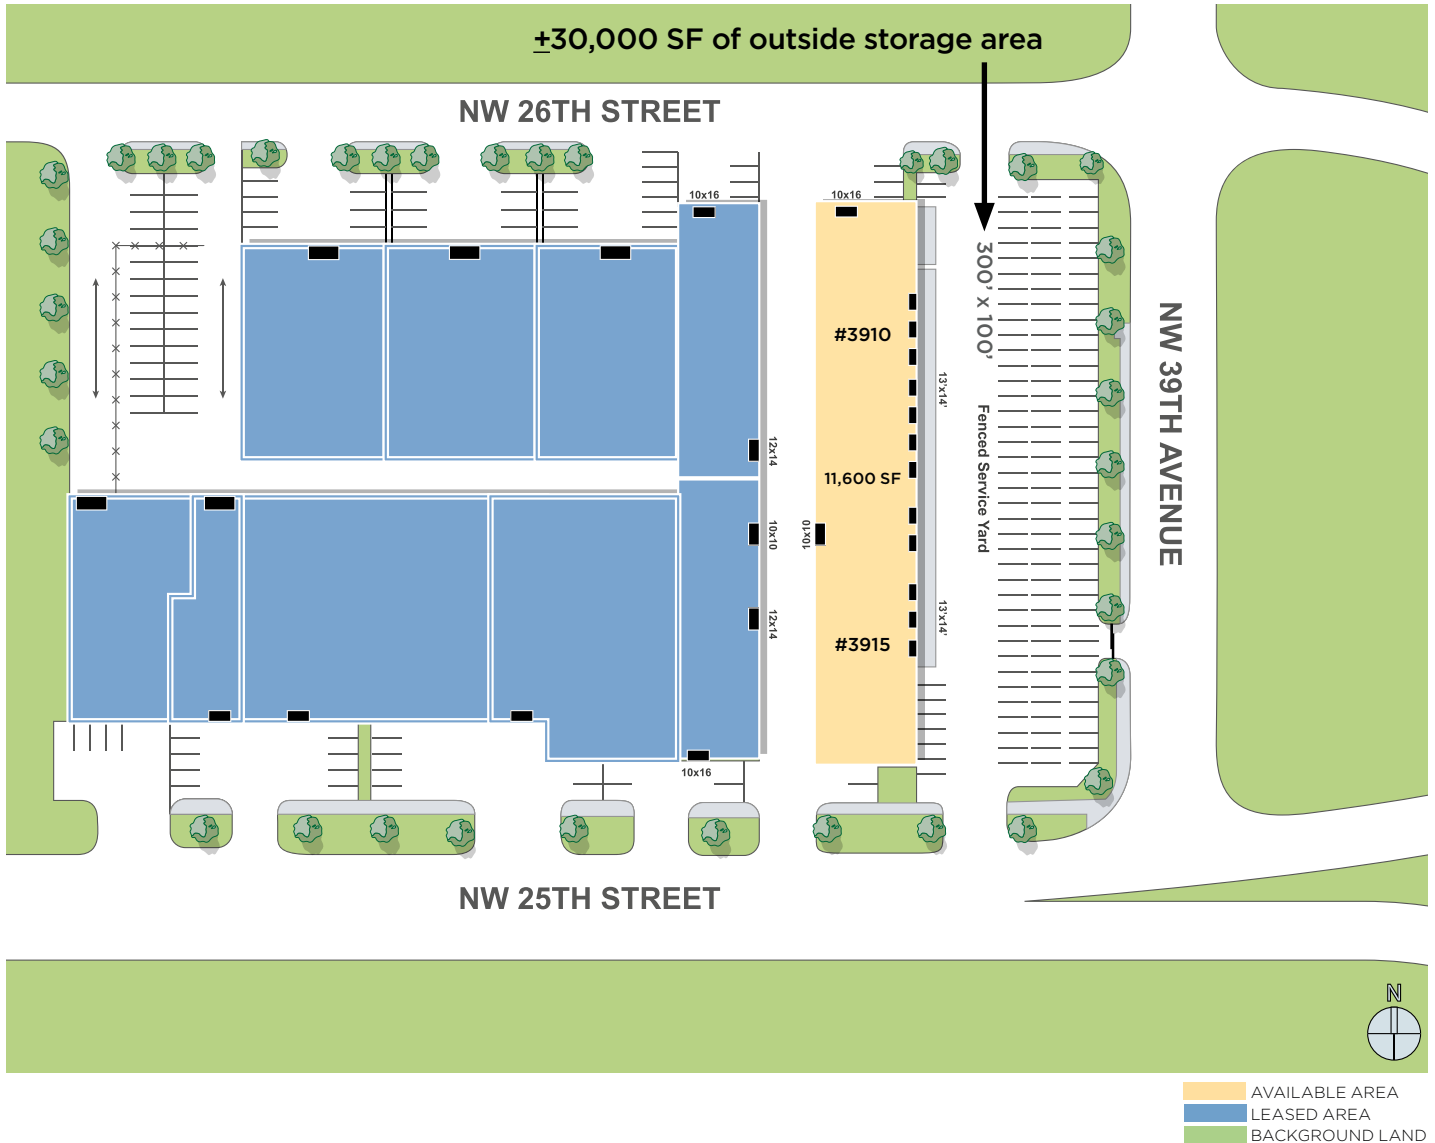 ±30,000 SF of outside storage area
NW 26TH STREET
10x16
10x16
300' x 100'
#3910
13'x14'
Fenced Service Yard
NW 39TH AVENUE
12x14
11,600 SF
10x10
10x10
12x14
13'x14'
#3915
10x16
NW 25TH STREET
N
AVAILABLE AREA
LEASED AREA
BACKGROUND LAND